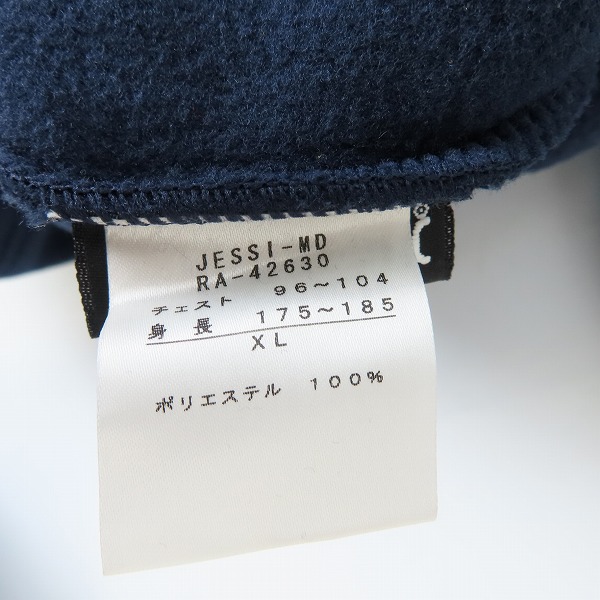 JESSI-MD
RA-42630
チェスト 96~104
身長 175~185
XL
ポリエステル 100%